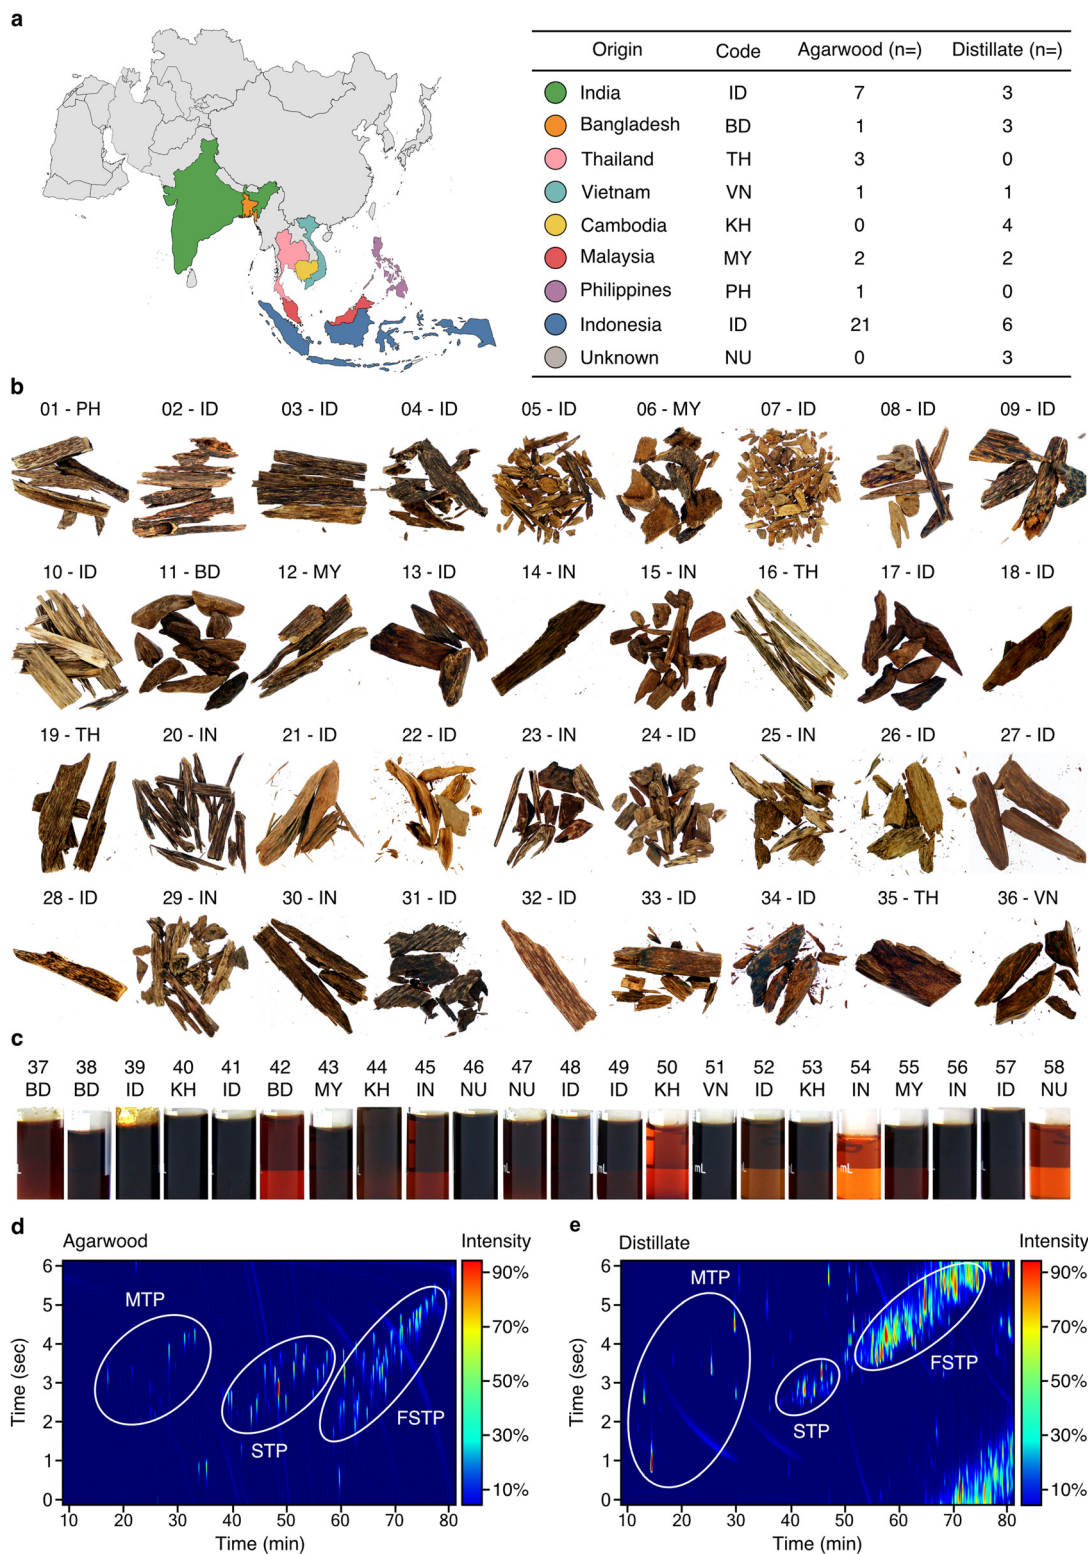 a
Origin Code Agarwood (n=) Distillate (n=)
India ID 7 3
Bangladesh BD 1 3
Thailand TH 3 0
Vietnam VN 1 1
Cambodia KH 0 4
Malaysia MY 2 2
Philippines PH 1 0
Indonesia ID 21 6
Unknown NU 0 3
b
01 - PH 02 - ID 03 - ID 04 - ID 05 - ID 06 - MY 07 - ID 08 - ID 09 - ID
10 - ID 11 - BD 12 - MY 13 - ID 14 - IN 15 - IN 16 - TH 17 - ID 18 - ID
19 - TH 20 - IN 21 - ID 22 - ID 23 - IN 24 - ID 25 - IN 26 - ID 27 - ID
28 - ID 29 - IN 30 - IN 31 - ID 32 - ID 33 - ID 34 - ID 35 - TH 36 - VN
c
37 38 39 40 41 42 43 44 45 46 47 48 49 50 51 52 53 54 55 56 57 58
BD BD ID KH ID BD MY KH IN NU NU ID ID KH VN ID KH IN MY IN ID NU
L mL mL mL L
d
Agarwood Intensity
6
5
4
3
2
1
0
Time (sec)
MTP
STP
FSTP
90%
70%
50%
30%
10%
10 20 30 40 50 60 70 80
Time (min)
e
Distillate Intensity
6
5
4
3
2
1
0
Time (sec)
MTP
STP
FSTP
90%
70%
50%
30%
10%
10 20 30 40 50 60 70 80
Time (min)